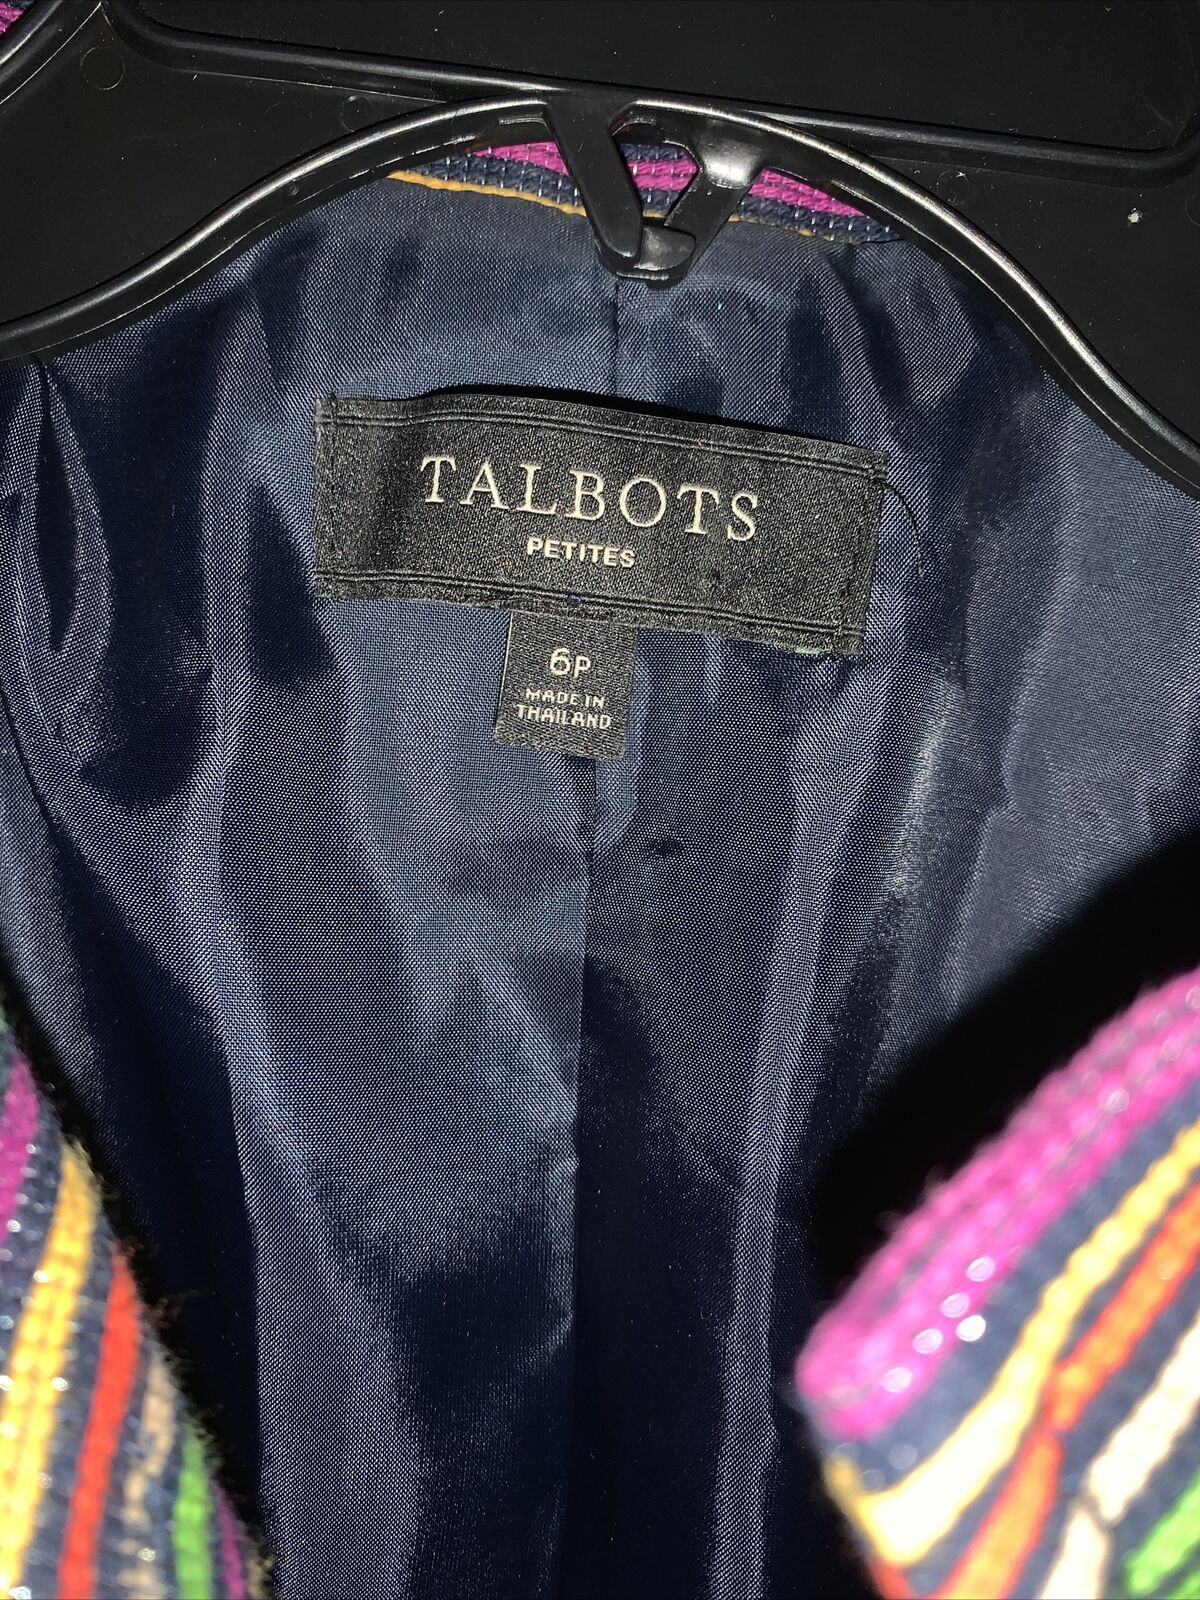 TALBOTS
PETITES
6P
MADE IN
THAILAND